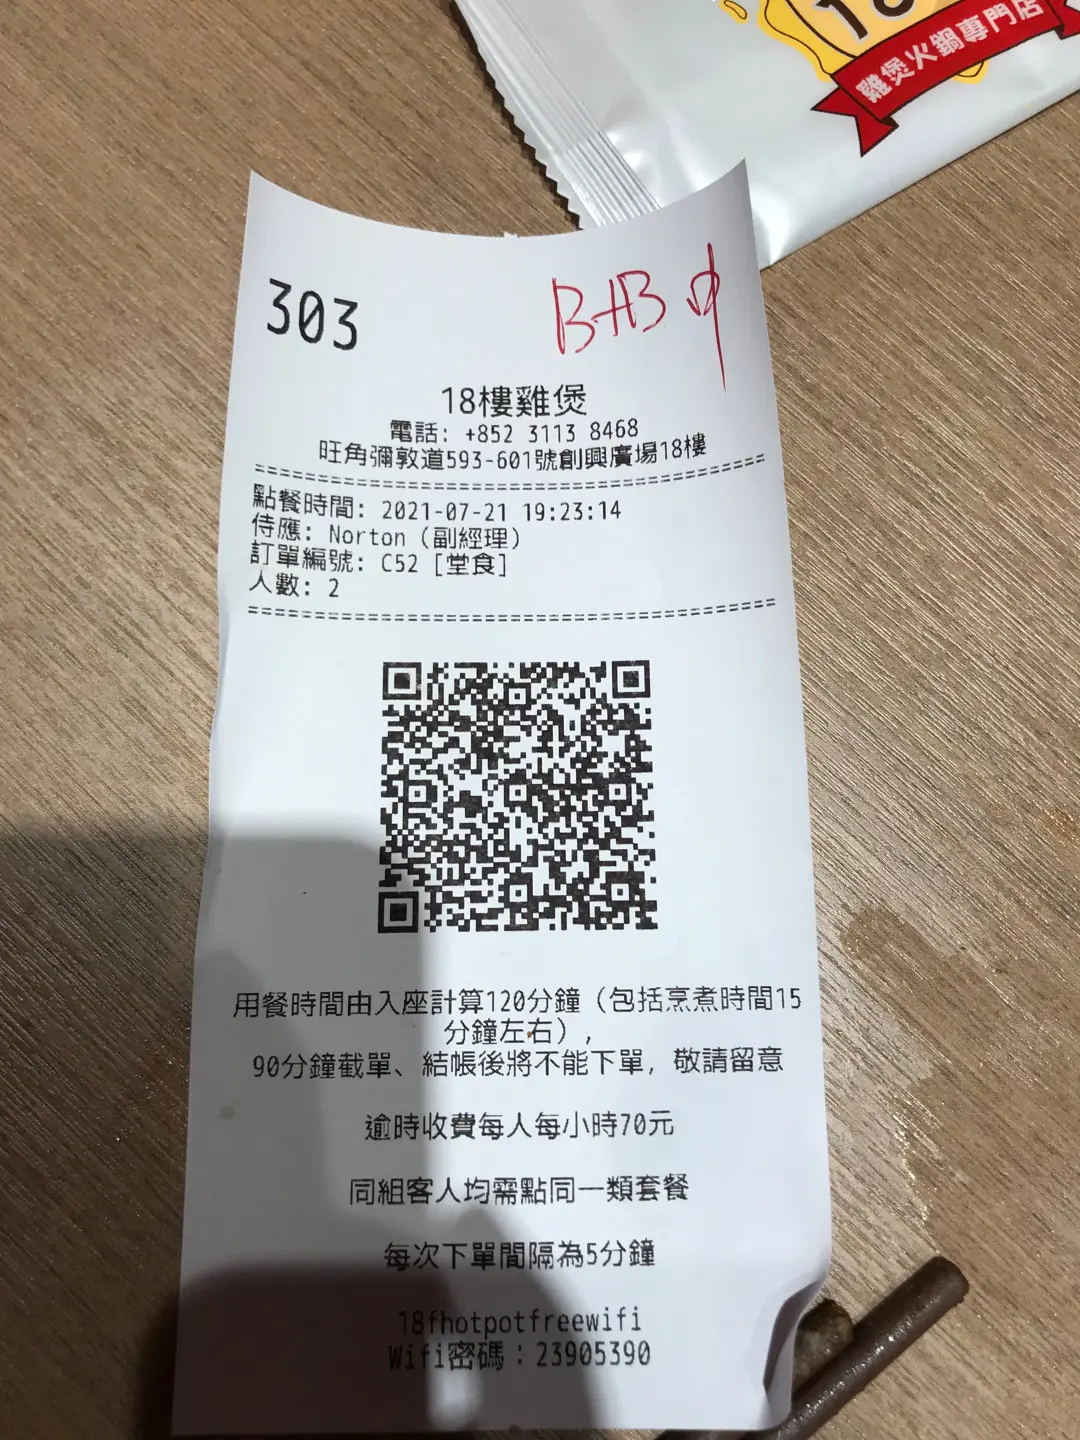 18
雞煲火鍋專門店
303
B+B 中
18樓雞煲
電話: +852 3113 8468
旺角彌敦道593-601號創興廣場18樓
點餐時間: 2021-07-21 19:23:14
侍應: Norton (副經理)
訂單編號: C52 [堂食]
人數: 2
用餐時間由入座計算120分鐘（包括烹煮時間15
分鐘左右），
90分鐘截單、結帳後將不能下單，敬請留意
逾時收費每人每小時70元
同組客人均需點同一類套餐
每次下單間隔為5分鐘
18fhotpotfreewifi
Wifi密碼：23905390